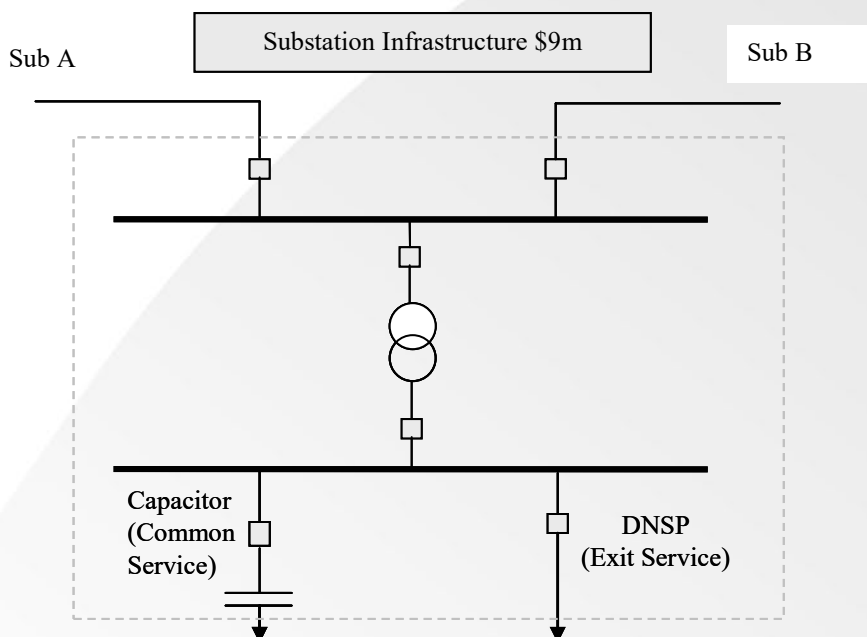 Substation Infrastructure $9m
Sub A
Sub B
Capacitor
(Common
Service)
DNSP
(Exit Service)